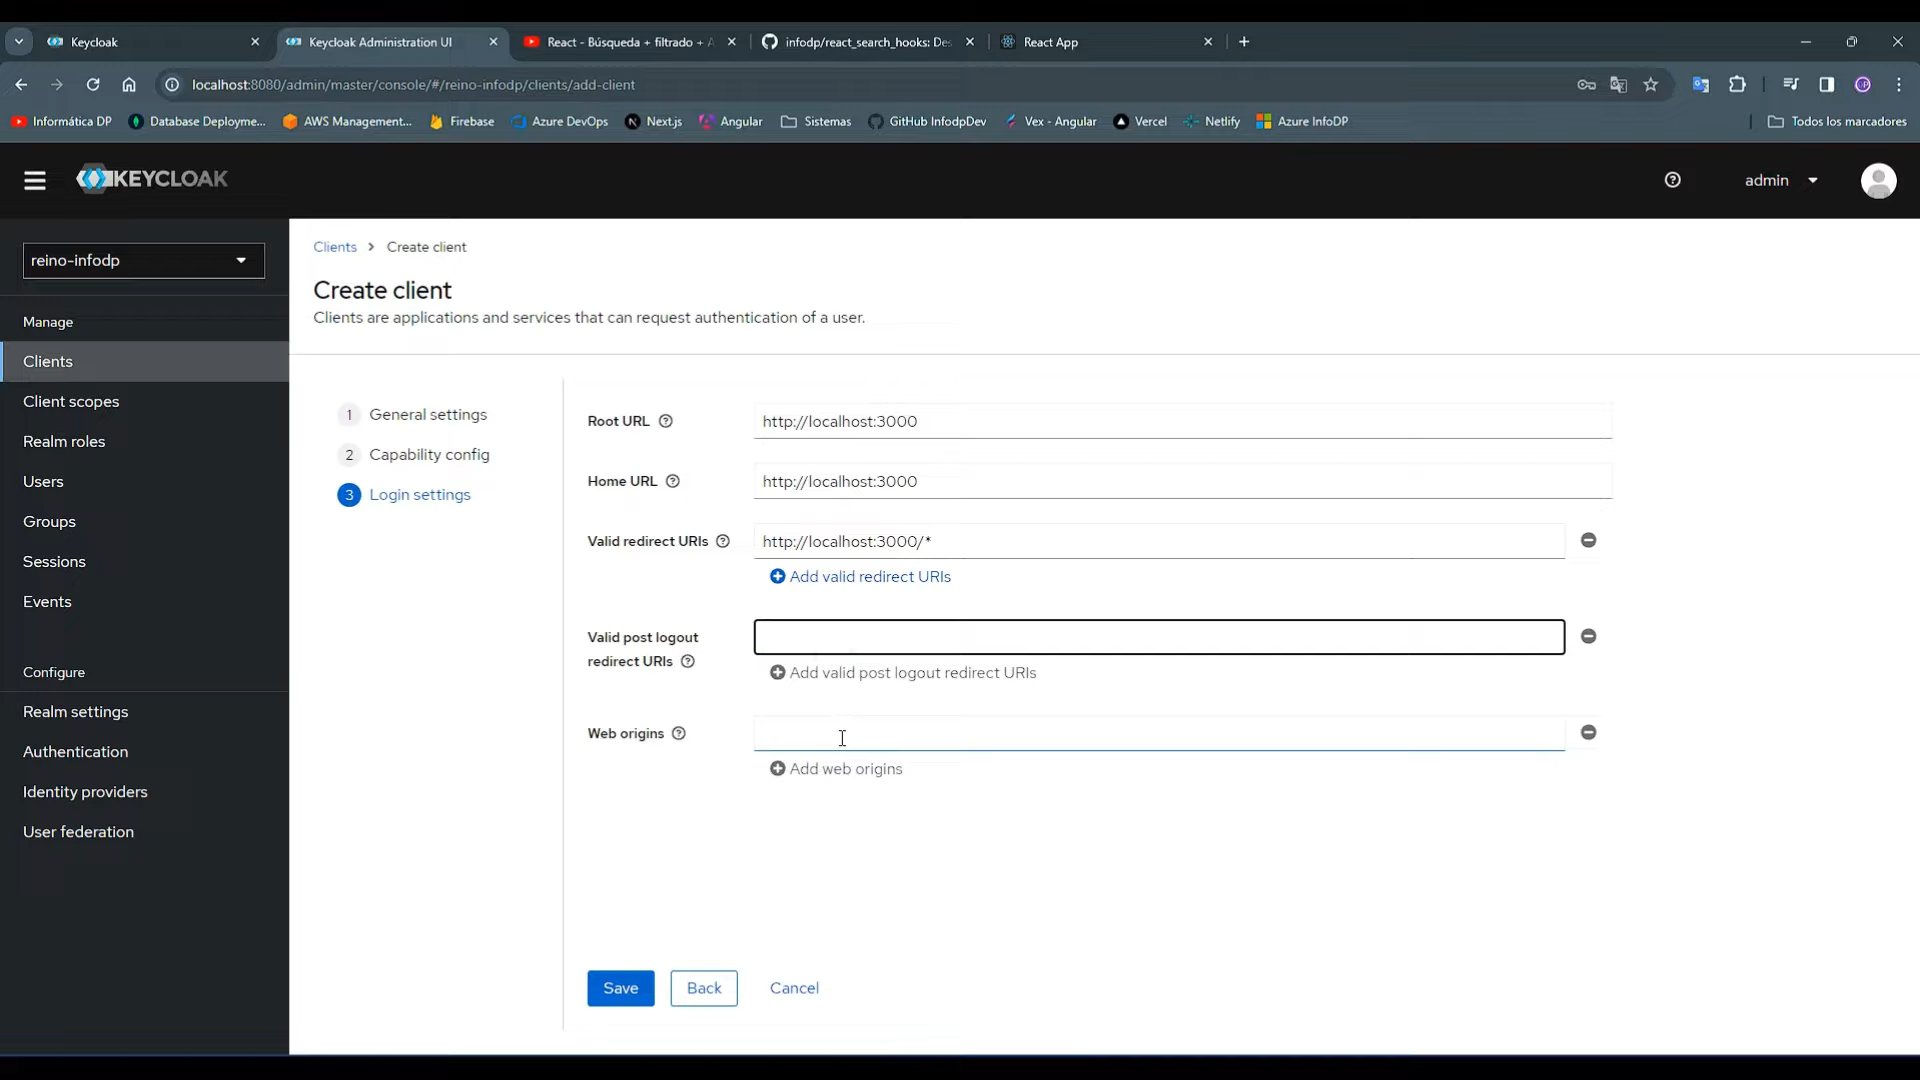 Keycloak
Keycloak Administration UI
React - Búsqueda + filtrado + A
infodp/react_search_hooks: Des
React App
localhost:8080/admin/master/console/#/reino-infodp/clients/add-client
Informática DP
Database Deployme...
AWS Management...
Firebase
Azure DevOps
Next.js
Angular
Sistemas
GitHub InfodpDev
Vex - Angular
Vercel
Netlify
Azure InfoDP
Todos los marcadores
KEYCLOAK
admin
reino-infodp
Manage
Clients
Client scopes
Realm roles
Users
Groups
Sessions
Events
Configure
Realm settings
Authentication
Identity providers
User federation
Clients > Create client
Create client
Clients are applications and services that can request authentication of a user.
1 General settings
2 Capability config
3 Login settings
Root URL
http://localhost:3000
Home URL
http://localhost:3000
Valid redirect URIs
http://localhost:3000/*
Add valid redirect URIs
Valid post logout
redirect URIs
Add valid post logout redirect URIs
Web origins
Add web origins
Save
Back
Cancel